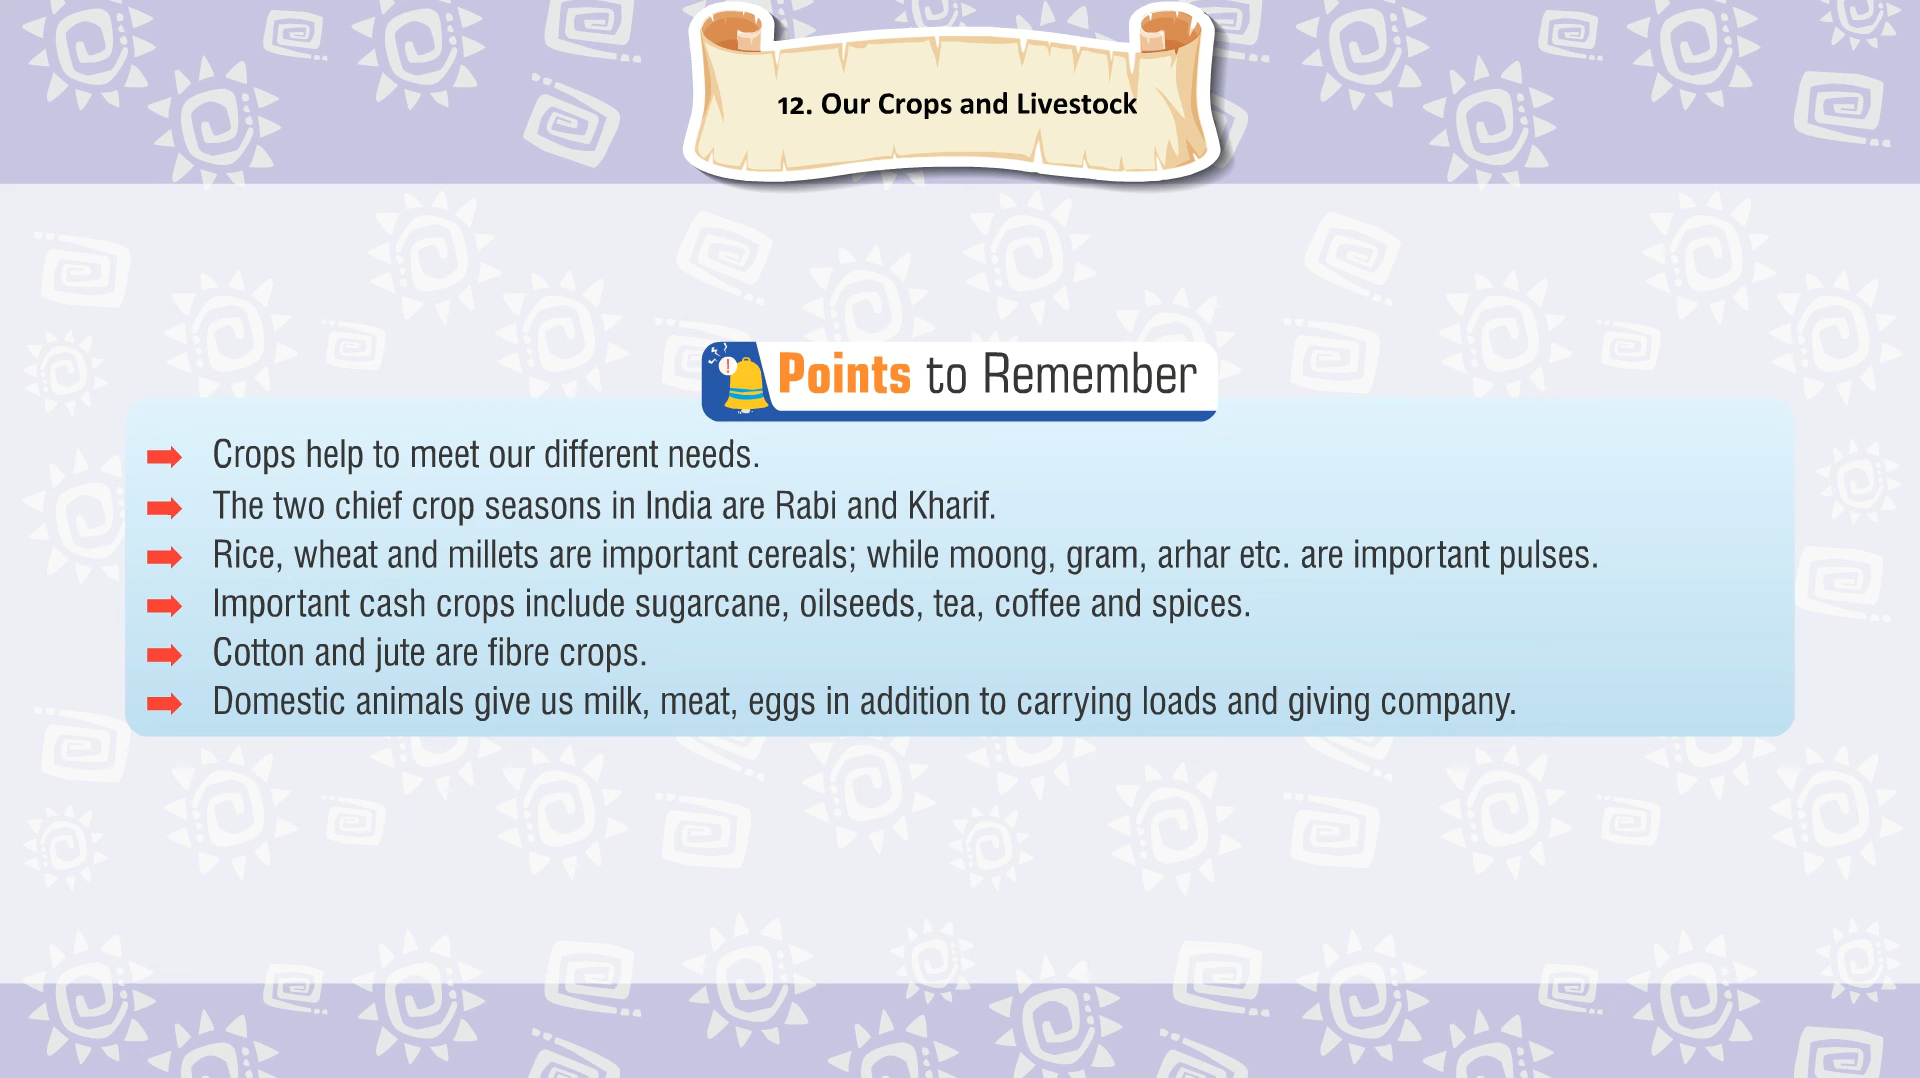 12. Our Crops and Livestock
Points to Remember
Crops help to meet our different needs.
The two chief crop seasons in India are Rabi and Kharif.
Rice, wheat and millets are important cereals; while moong, gram, arhar etc. are important pulses.
Important cash crops include sugarcane, oilseeds, tea, coffee and spices.
Cotton and jute are fibre crops.
Domestic animals give us milk, meat, eggs in addition to carrying loads and giving company.